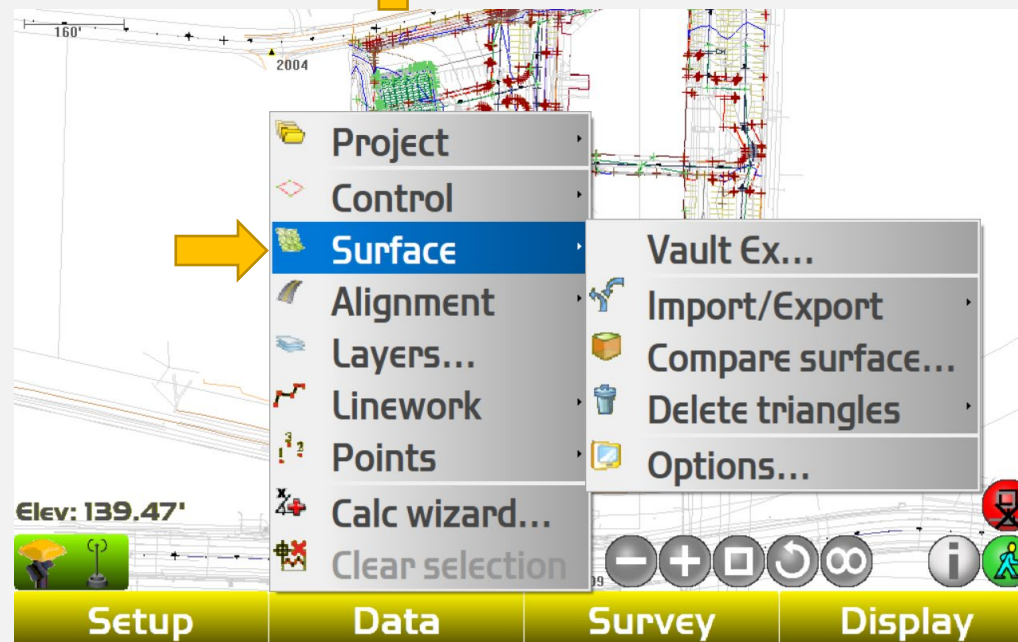 160'
2004
Project
Control
Surface
Alignment
Layers...
Linework
Points
Calc wizard...
Clear selection
Vault Ex...
Import/Export
Compare surface...
Delete triangles
Options...
Elev: 139.47'
Setup
Data
Survey
Display